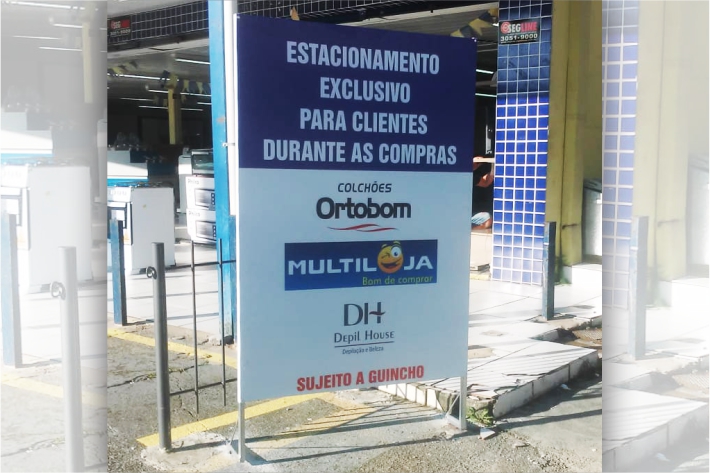 SEGLINE
3051-9000
ESTACIONAMENTO
EXCLUSIVO
PARA CLIENTES
DURANTE AS COMPRAS
COLCHÕES
Ortobom
MULTILOJA
Bom de comprar
DH
DEPIL HOUSE
Depilação e Beleza
SUJEITO A GUINCHO